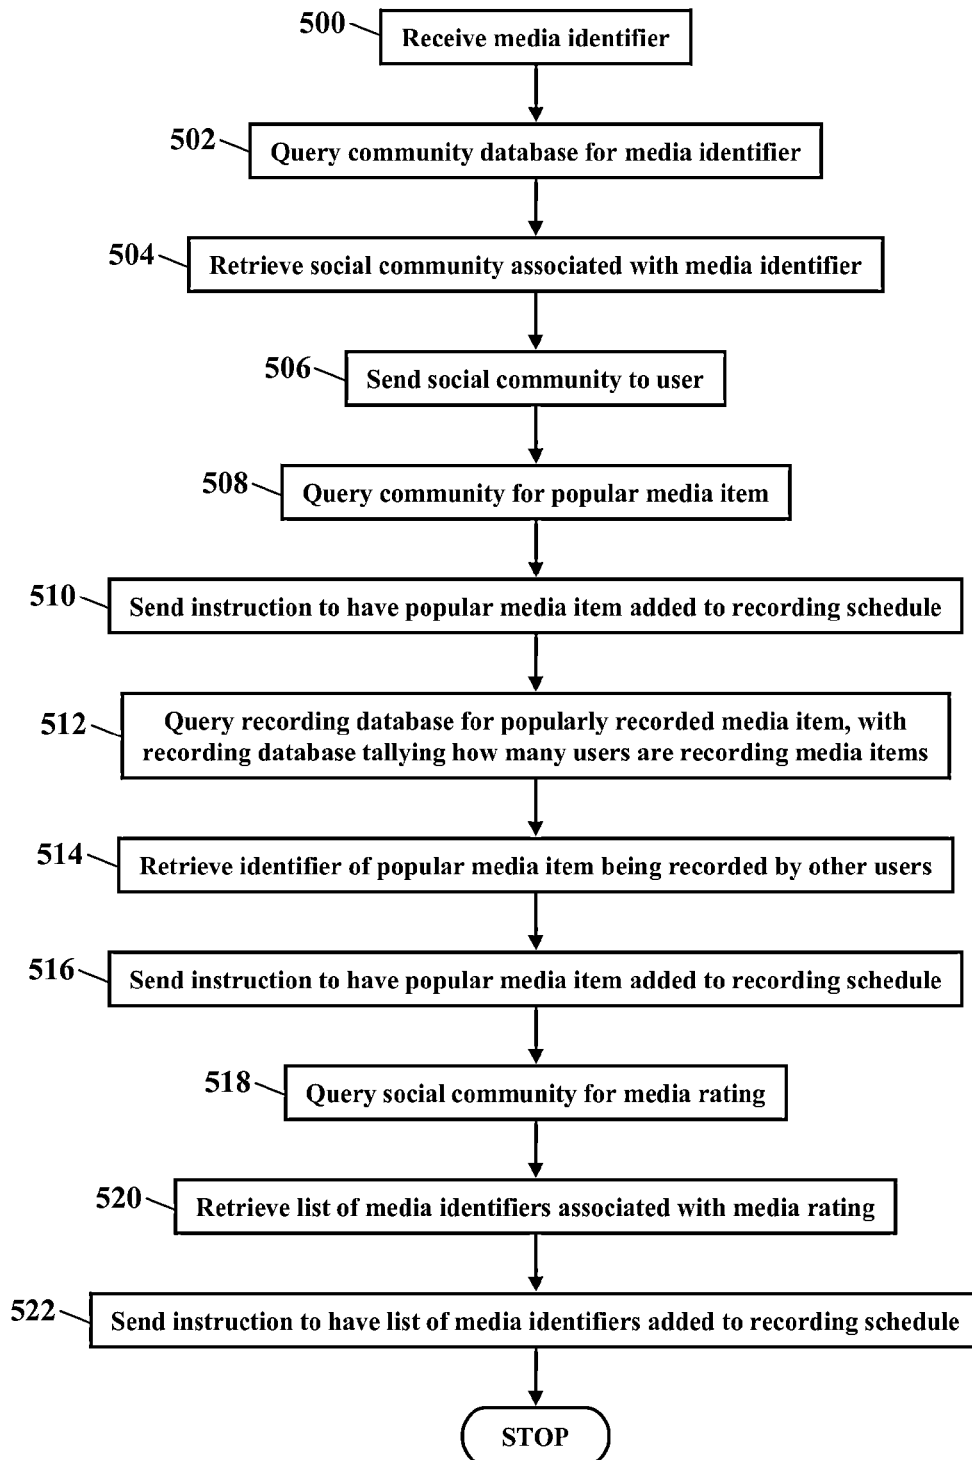 500
Receive media identifier
502
Query community database for media identifier
504
Retrieve social community associated with media identifier
506
Send social community to user
508
Query community for popular media item
510
Send instruction to have popular media item added to recording schedule
512
Query recording database for popularly recorded media item, with
recording database tallying how many users are recording media items
514
Retrieve identifier of popular media item being recorded by other users
516
Send instruction to have popular media item added to recording schedule
518
Query social community for media rating
520
Retrieve list of media identifiers associated with media rating
522
Send instruction to have list of media identifiers added to recording schedule
STOP